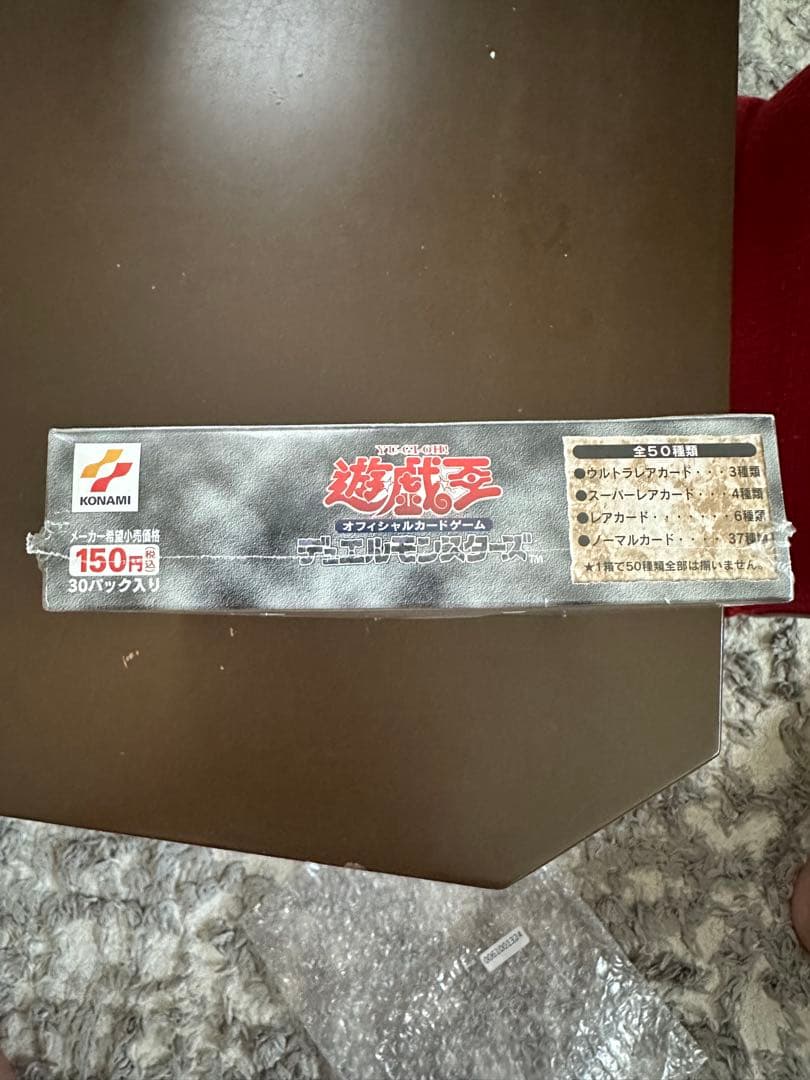 KONAMI
メーカー希望小売価格
150円税込
30パック入り
YU-GI-OH!
遊戯王
オフィシャルカードゲーム
デュエルモンスターズ™
全50種類
●ウルトラレアカード・・・3種類
●スーパーレアカード・・・4種類
●レアカード・・・・・・・6種類
●ノーマルカード・・・・37種類
★1箱で50種類全部は揃いません。